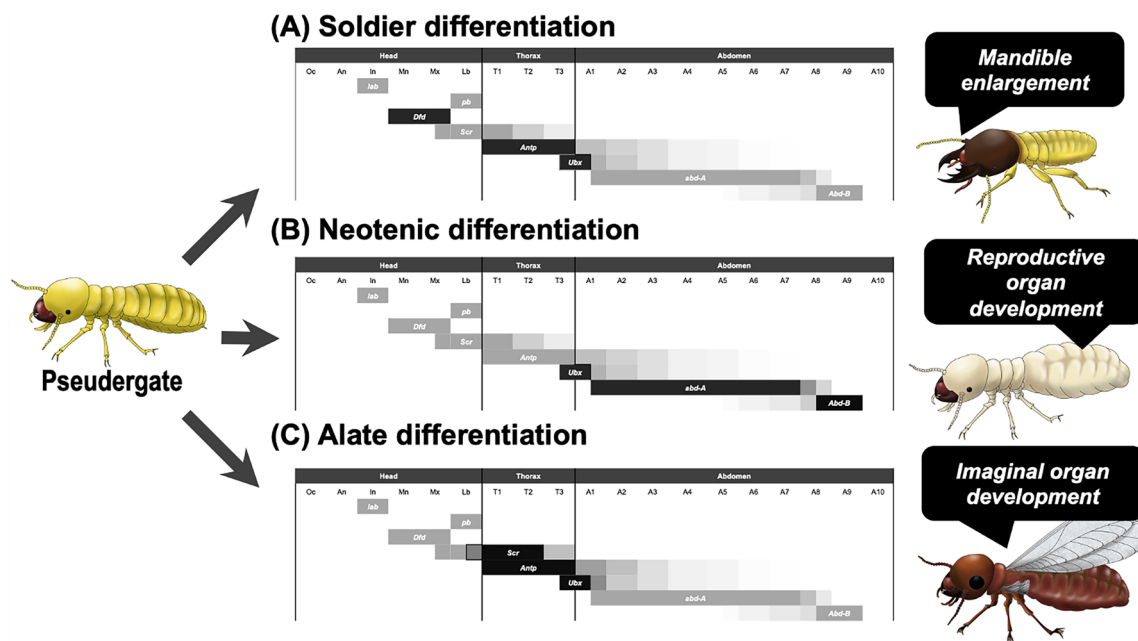 (A) Soldier differentiation
Head Thorax Abdomen
Oc An In Mn Mx Lb T1 T2 T3 A1 A2 A3 A4 A5 A6 A7 A8 A9 A10
lab
pb
Dfd
Scr
Antp
Ubx
abd-A
Abd-B
Mandible
enlargement
(B) Neotenic differentiation
Head Thorax Abdomen
Oc An In Mn Mx Lb T1 T2 T3 A1 A2 A3 A4 A5 A6 A7 A8 A9 A10
lab
pb
Dfd
Scr
Antp
Ubx
abd-A
Abd-B
Reproductive
organ
development
Pseudergate
(C) Alate differentiation
Head Thorax Abdomen
Oc An In Mn Mx Lb T1 T2 T3 A1 A2 A3 A4 A5 A6 A7 A8 A9 A10
lab
pb
Dfd
Scr
Antp
Ubx
abd-A
Abd-B
Imaginal organ
development